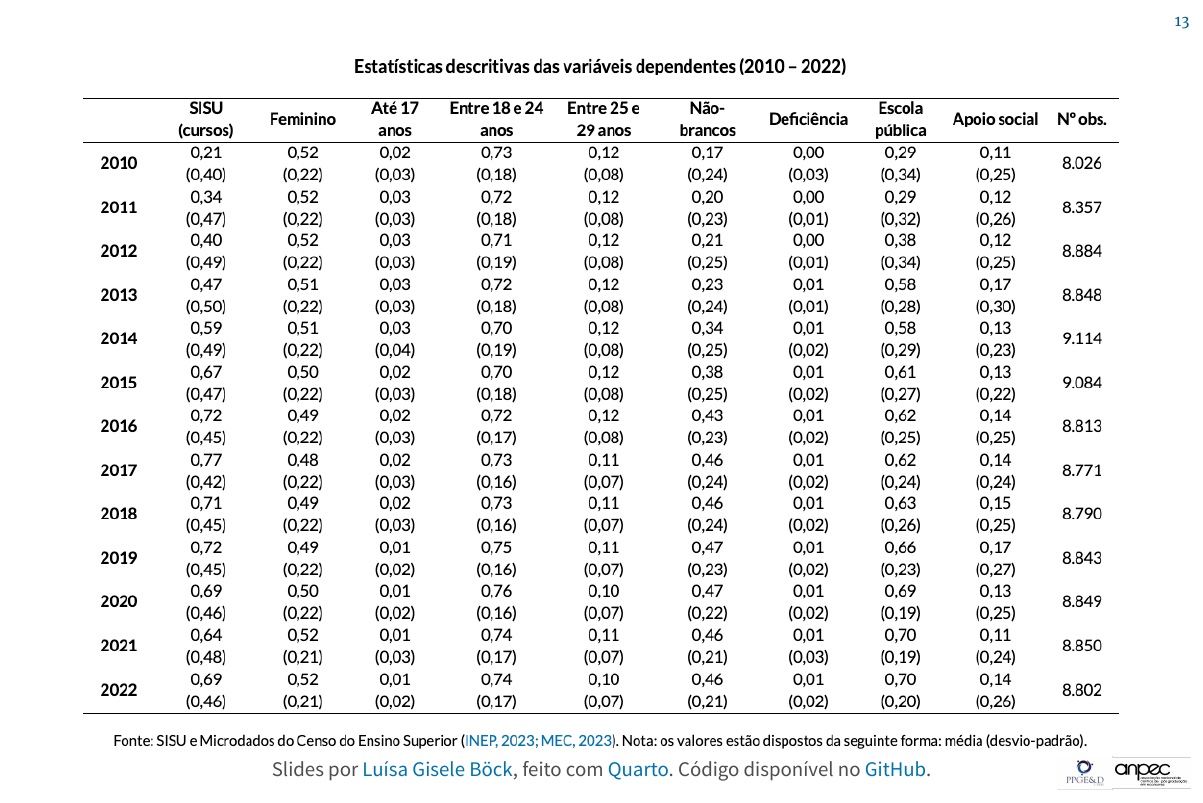 13
Estatísticas descritivas das variáveis dependentes (2010 – 2022)
SISU (cursos) Feminino Até 17 anos Entre 18 e 24 anos Entre 25 e 29 anos Não-brancos Deficiência Escola pública Apoio social Nº obs.
2010 0,21 0,52 0,02 0,73 0,12 0,17 0,00 0,29 0,11 8.026
(0,40) (0,22) (0,03) (0,18) (0,08) (0,24) (0,03) (0,34) (0,25)
2011 0,34 0,52 0,03 0,72 0,12 0,20 0,00 0,29 0,12 8.357
(0,47) (0,22) (0,03) (0,18) (0,08) (0,23) (0,01) (0,32) (0,26)
2012 0,40 0,52 0,03 0,71 0,12 0,21 0,00 0,38 0,12 8.884
(0,49) (0,22) (0,03) (0,19) (0,08) (0,25) (0,01) (0,34) (0,25)
2013 0,47 0,51 0,03 0,72 0,12 0,23 0,01 0,58 0,17 8.848
(0,50) (0,22) (0,03) (0,18) (0,08) (0,24) (0,01) (0,28) (0,30)
2014 0,59 0,51 0,03 0,70 0,12 0,34 0,01 0,58 0,13 9.114
(0,49) (0,22) (0,04) (0,19) (0,08) (0,25) (0,02) (0,29) (0,23)
2015 0,67 0,50 0,02 0,70 0,12 0,38 0,01 0,61 0,13 9.084
(0,47) (0,22) (0,03) (0,18) (0,08) (0,25) (0,02) (0,27) (0,22)
2016 0,72 0,49 0,02 0,72 0,12 0,43 0,01 0,62 0,14 8.813
(0,45) (0,22) (0,03) (0,17) (0,08) (0,23) (0,02) (0,25) (0,25)
2017 0,77 0,48 0,02 0,73 0,11 0,46 0,01 0,62 0,14 8.771
(0,42) (0,22) (0,03) (0,16) (0,07) (0,24) (0,02) (0,24) (0,24)
2018 0,71 0,49 0,02 0,73 0,11 0,46 0,01 0,63 0,15 8.790
(0,45) (0,22) (0,03) (0,16) (0,07) (0,24) (0,02) (0,26) (0,25)
2019 0,72 0,49 0,01 0,75 0,11 0,47 0,01 0,66 0,17 8.843
(0,45) (0,22) (0,02) (0,16) (0,07) (0,23) (0,02) (0,23) (0,27)
2020 0,69 0,50 0,01 0,76 0,10 0,47 0,01 0,69 0,13 8.849
(0,46) (0,22) (0,02) (0,16) (0,07) (0,22) (0,02) (0,19) (0,25)
2021 0,64 0,52 0,01 0,74 0,11 0,46 0,01 0,70 0,11 8.850
(0,48) (0,21) (0,03) (0,17) (0,07) (0,21) (0,03) (0,19) (0,24)
2022 0,69 0,52 0,01 0,74 0,10 0,46 0,01 0,70 0,14 8.802
(0,46) (0,21) (0,02) (0,17) (0,07) (0,21) (0,02) (0,20) (0,26)
Fonte: SISU e Microdados do Censo do Ensino Superior (INEP, 2023; MEC, 2023). Nota: os valores estão dispostos da seguinte forma: média (desvio-padrão).
Slides por Luísa Gisele Böck, feito com Quarto. Código disponível no GitHub.
PPGE&D
anpec